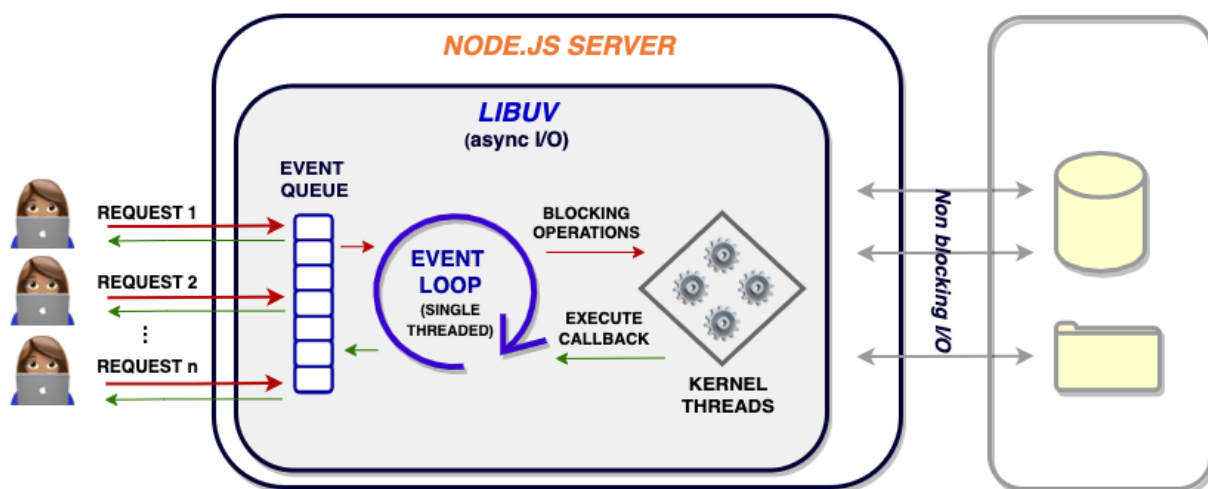 NODE.JS SERVER
LIBUV
(async I/O)
EVENT
QUEUE
REQUEST 1
REQUEST 2
⋮
REQUEST n
EVENT
LOOP
(SINGLE
THREADED)
BLOCKING
OPERATIONS
EXECUTE
CALLBACK
KERNEL
THREADS
Non blocking I/O